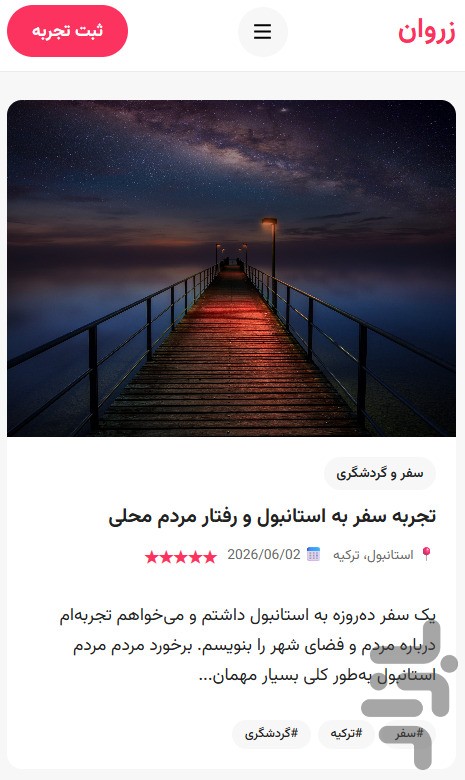 زروان
ثبت تجربه
سفر و گردشگری
تجربه سفر به استانبول و رفتار مردم محلی
استانبول، ترکیه 2026/06/02
یک سفر ده‌روزه به استانبول داشتم و می‌خواهم تجربه‌ام
درباره مردم و فضای شهر را بنویسم. برخورد مردم مردم
استانبول به‌طور کلی بسیار مهمان...
#سفر #ترکیه #گردشگری